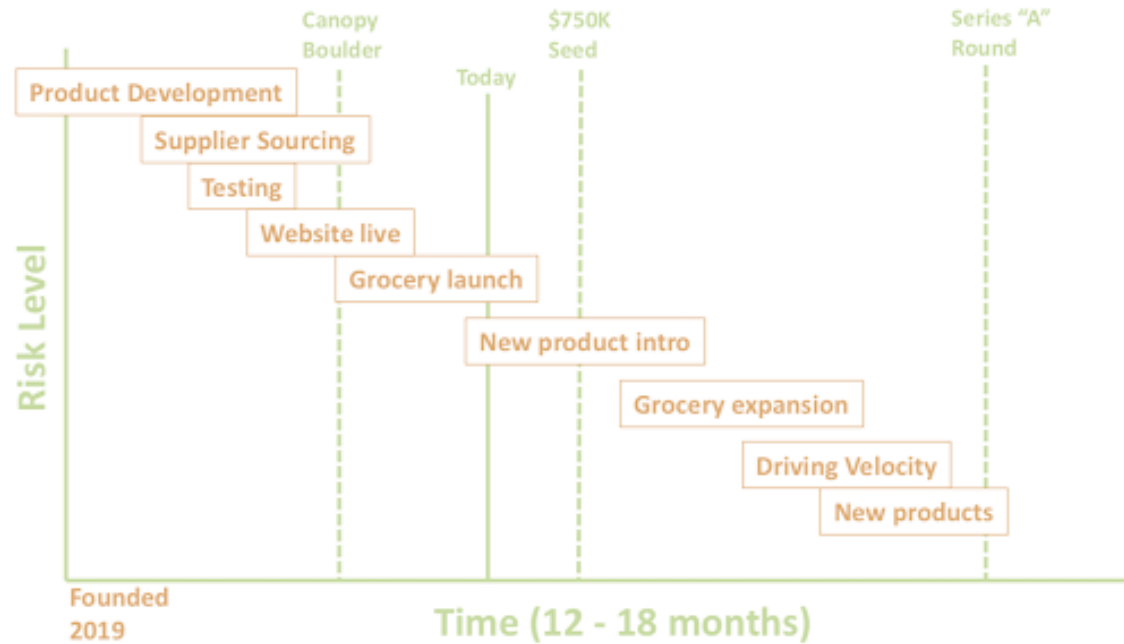 Canopy
Boulder
$750K
Seed
Series “A”
Round
Today
Product Development
Supplier Sourcing
Testing
Website live
Grocery launch
New product intro
Grocery expansion
Driving Velocity
New products
Risk Level
Founded
2019
Time (12 - 18 months)